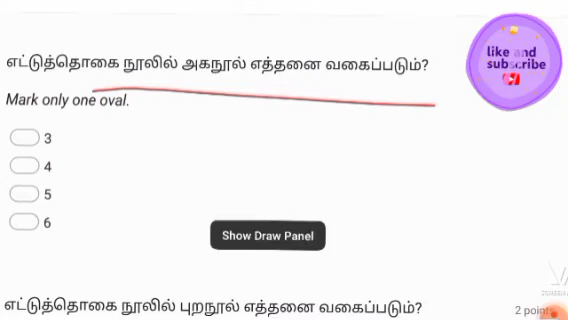 எட்டுத்தொகை நூலில் அகநூல் எத்தனை வகைப்படும்?
like and
subscribe
Mark only one oval.
3
4
5
6
Show Draw Panel
எட்டுத்தொகை நூலில் புறநூல் எத்தனை வகைப்படும்?
2 points